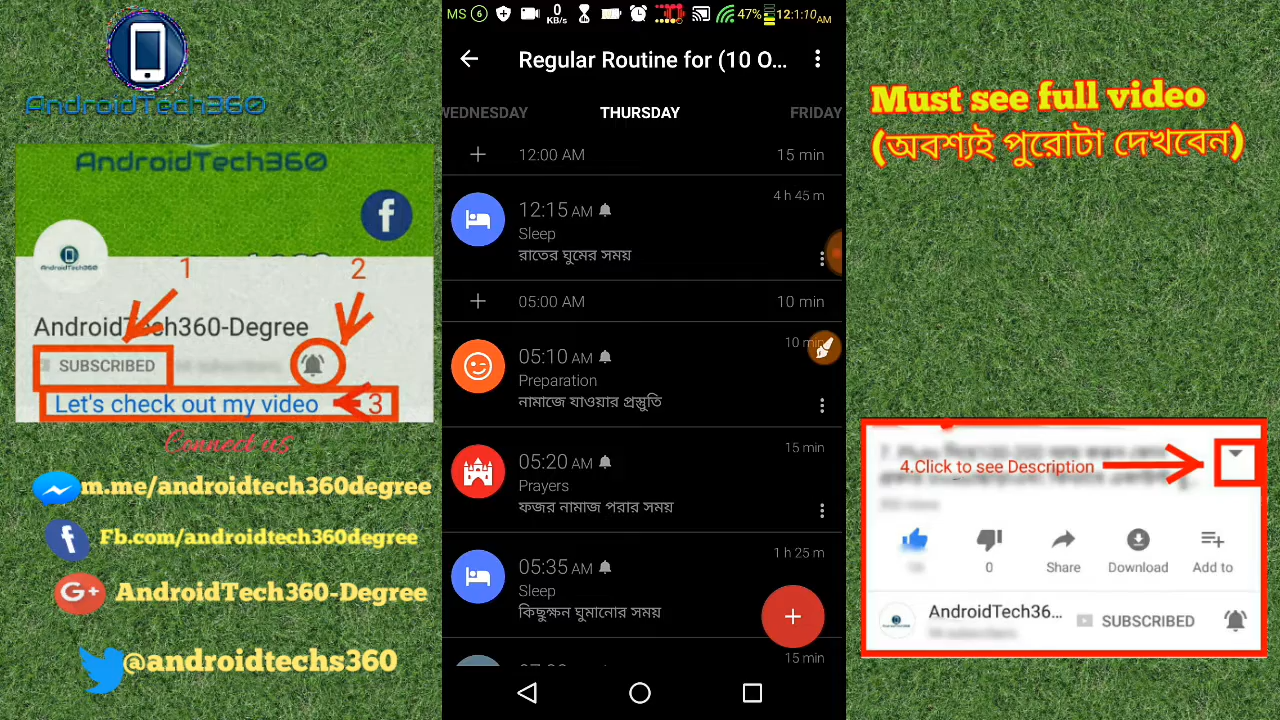 AndroidTech360
AndroidTech360
AndroidTech360
1
2
AndroidTech360-Degree
SUBSCRIBED
Let's check out my video
3
Connect us
m.me/androidtech360degree
Fb.com/androidtech360degree
AndroidTech360-Degree
@androidtechs360
MS 6 0 KB/s 47% 12:1:10 AM
Regular Routine for (10 O...
WEDNESDAY THURSDAY FRIDAY
12:00 AM 15 min
4 h 45 m
12:15 AM
Sleep
রাতের ঘুমের সময়
05:00 AM 10 min
10 min
05:10 AM
Preparation
নামাজে যাওয়ার প্রস্তুতি
15 min
05:20 AM
Prayers
ফজর নামাজ পরার সময়
1 h 25 m
05:35 AM
Sleep
কিছুক্ষন ঘুমানোর সময়
15 min
Must see full video
(অবশ্যই পুরোটা দেখবেন)
4.Click to see Description
0 Share Download Add to
AndroidTech36... SUBSCRIBED